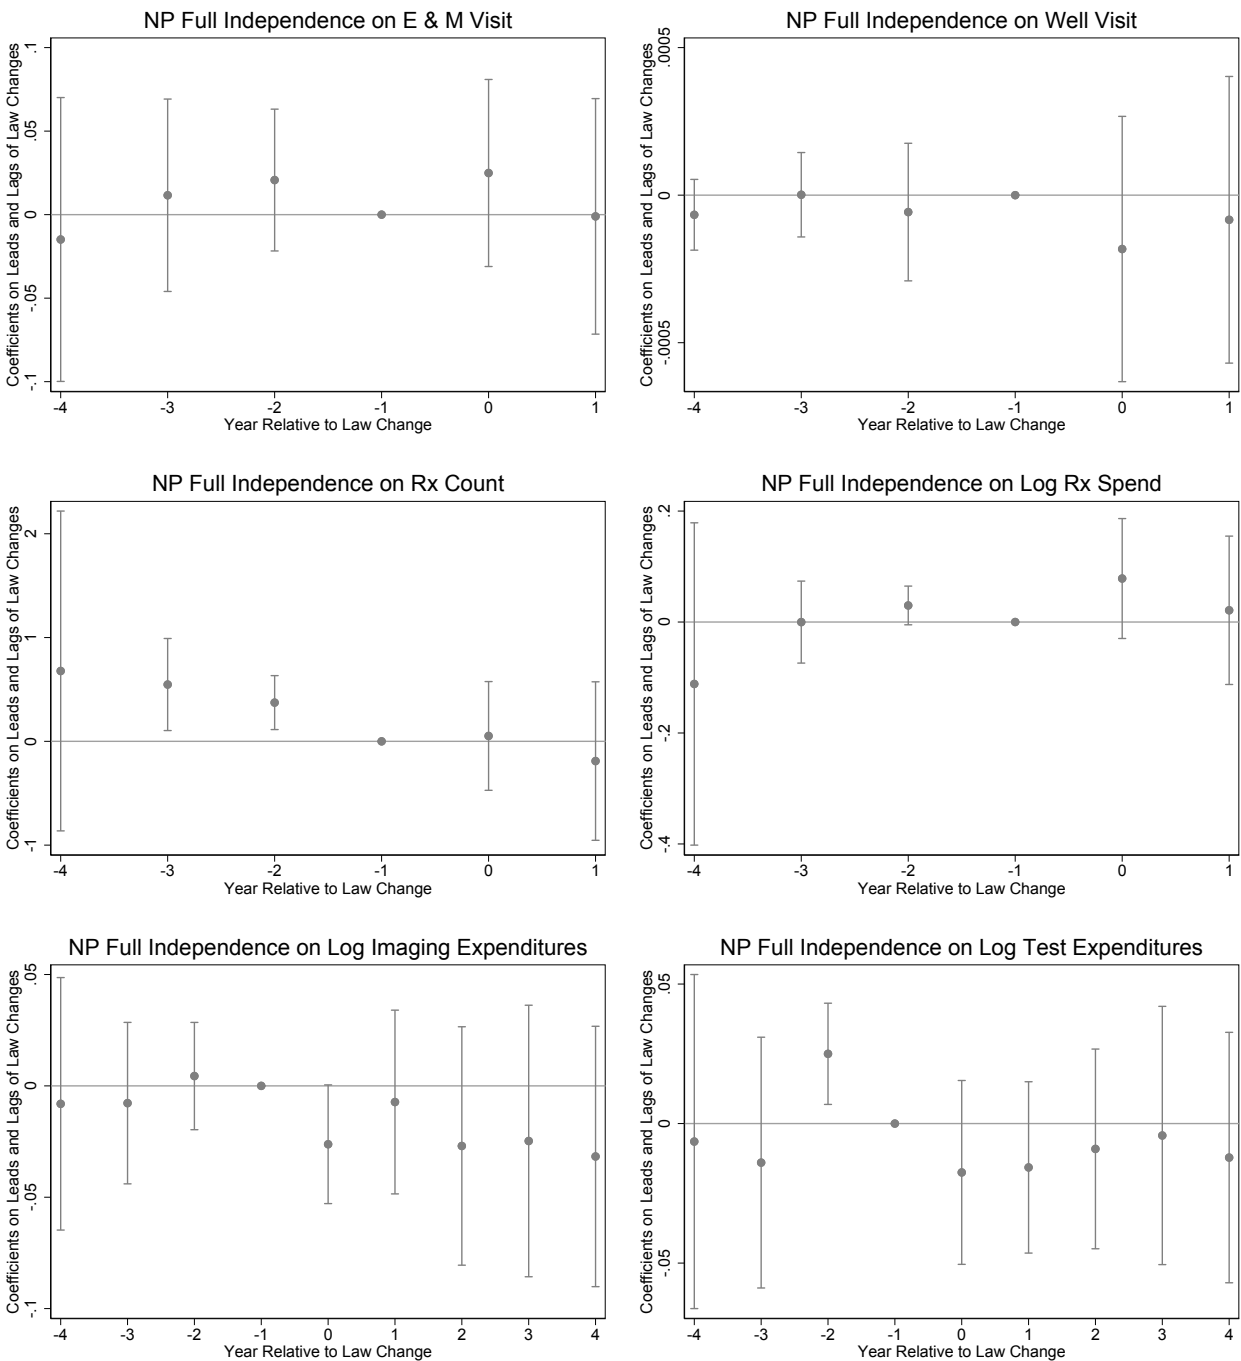 NP Full Independence on E & M Visit
Coefficients on Leads and Lags of Law Changes
.1
.05
0
-.05
-.1
-4 -3 -2 -1 0 1
Year Relative to Law Change
NP Full Independence on Well Visit
Coefficients on Leads and Lags of Law Changes
.0005
0
-.0005
-4 -3 -2 -1 0 1
Year Relative to Law Change
NP Full Independence on Rx Count
Coefficients on Leads and Lags of Law Changes
2
1
0
-1
-4 -3 -2 -1 0 1
Year Relative to Law Change
NP Full Independence on Log Rx Spend
Coefficients on Leads and Lags of Law Changes
.2
0
-.2
-.4
-4 -3 -2 -1 0 1
Year Relative to Law Change
NP Full Independence on Log Imaging Expenditures
Coefficients on Leads and Lags of Law Changes
.05
0
-.05
-.1
-4 -3 -2 -1 0 1 2 3 4
Year Relative to Law Change
NP Full Independence on Log Test Expenditures
Coefficients on Leads and Lags of Law Changes
.05
0
-.05
-4 -3 -2 -1 0 1 2 3 4
Year Relative to Law Change